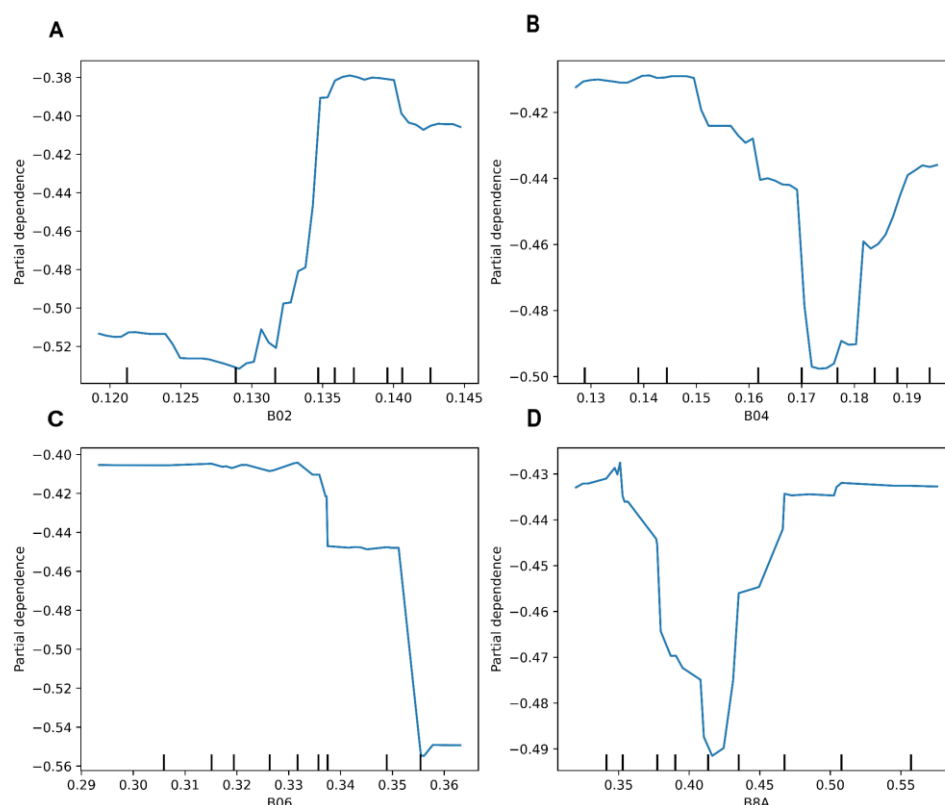 A
B
−0.38
−0.40
−0.42
−0.44
−0.46
−0.48
−0.50
−0.52
Partial dependence
0.120 0.125 0.130 0.135 0.140 0.145
B02
−0.42
−0.44
−0.46
−0.48
−0.50
Partial dependence
0.13 0.14 0.15 0.16 0.17 0.18 0.19
B04
C
D
−0.40
−0.42
−0.44
−0.46
−0.48
−0.50
−0.52
−0.54
−0.56
Partial dependence
0.29 0.30 0.31 0.32 0.33 0.34 0.35 0.36
B06
−0.43
−0.44
−0.45
−0.46
−0.47
−0.48
−0.49
Partial dependence
0.35 0.40 0.45 0.50 0.55
B8A